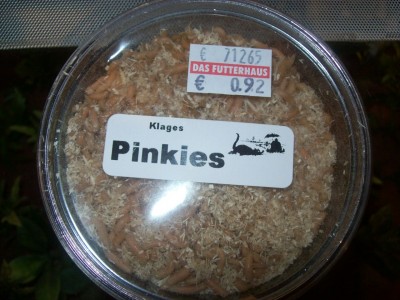 € 71265
DAS FUTTERHAUS
€ 0.92
Klages
Pinkies